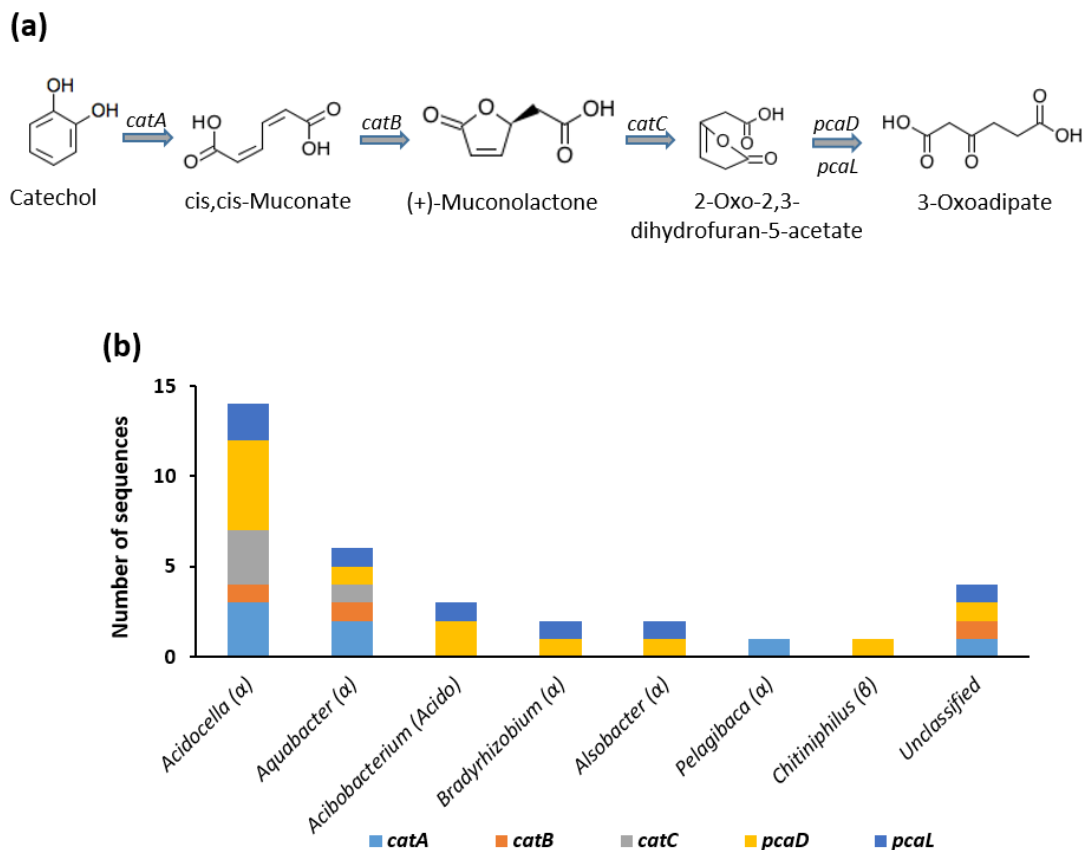 (a)
OH
OH
catA
HO
O
O
OH
catB
O
O
OH
O
catC
OH
O
O
O
pcaD
pcaL
HO
O
O
O
OH
Catechol
cis,cis-Muconate
(+)-Muconolactone
2-Oxo-2,3-
dihydrofuran-5-acetate
3-Oxoadipate
(b)
Number of sequences
15
10
5
0
Acidocella (α)
Aquabacter (α)
Acibobacterium (Acido)
Bradyrhizobium (α)
Alsobacter (α)
Pelagibaca (α)
Chitiniphilus (β)
Unclassified
catA
catB
catC
pcaD
pcaL